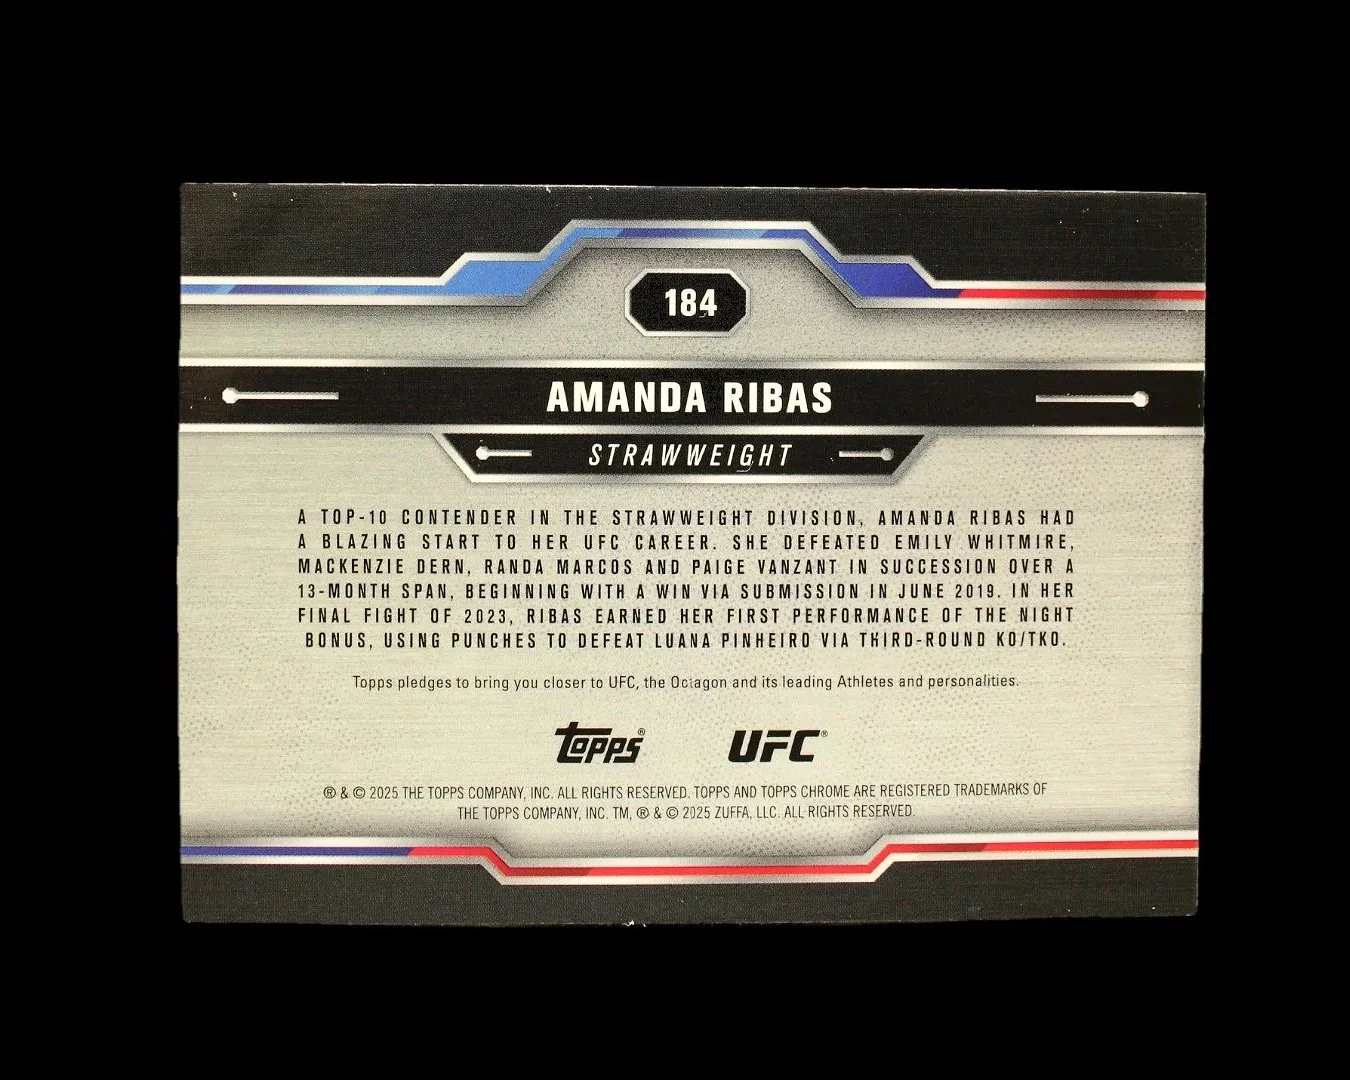 184
AMANDA RIBAS
STRAWWEIGHT
A TOP-10 CONTENDER IN THE STRAWWEIGHT DIVISION, AMANDA RIBAS HAD
A BLAZING START TO HER UFC CAREER. SHE DEFEATED EMILY WHITMIRE,
MACKENZIE DERN, RANDA MARCOS AND PAIGE VANZANT IN SUCCESSION OVER A
13-MONTH SPAN, BEGINNING WITH A WIN VIA SUBMISSION IN JUNE 2019. IN HER
FINAL FIGHT OF 2023, RIBAS EARNED HER FIRST PERFORMANCE OF THE NIGHT
BONUS, USING PUNCHES TO DEFEAT LUANA PINHEIRO VIA THIRD-ROUND KO/TKO.
Topps pledges to bring you closer to UFC, the Octagon and its leading Athletes and personalities.
Topps® UFC®
® & © 2025 THE TOPPS COMPANY, INC. ALL RIGHTS RESERVED. TOPPS AND TOPPS CHROME ARE REGISTERED TRADEMARKS OF
THE TOPPS COMPANY, INC. TM, ® & © 2025 ZUFFA, LLC. ALL RIGHTS RESERVED.